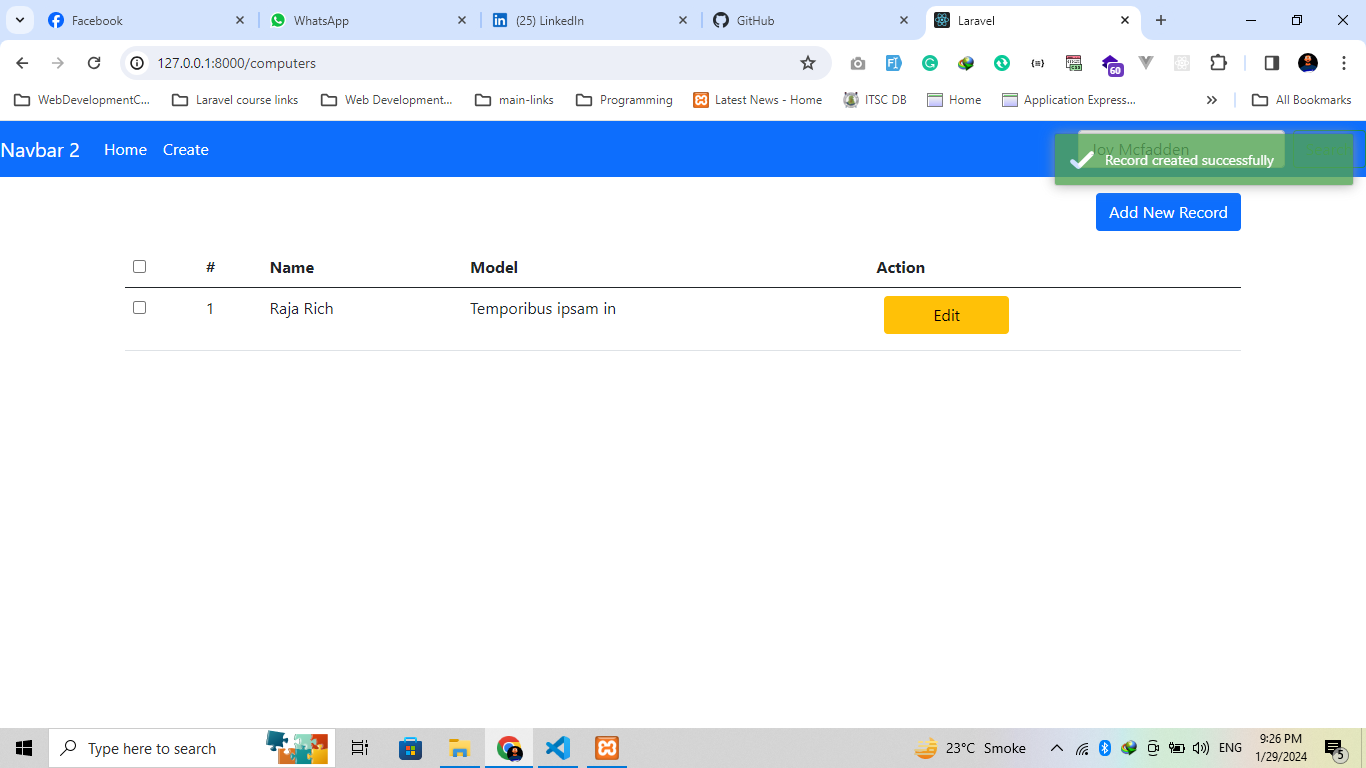 Facebook
WhatsApp
(25) LinkedIn
GitHub
Laravel
127.0.0.1:8000/computers
60
WebDevelopmentC...
Laravel course links
Web Development...
main-links
Programming
Latest News - Home
ITSC DB
Home
Application Express...
All Bookmarks
Navbar 2
Home
Create
Joy Mcfadden
Record created successfully
Add New Record
# Name Model Action
1 Raja Rich Temporibus ipsam in Edit
Type here to search
23°C Smoke
ENG
9:26 PM
1/29/2024
5